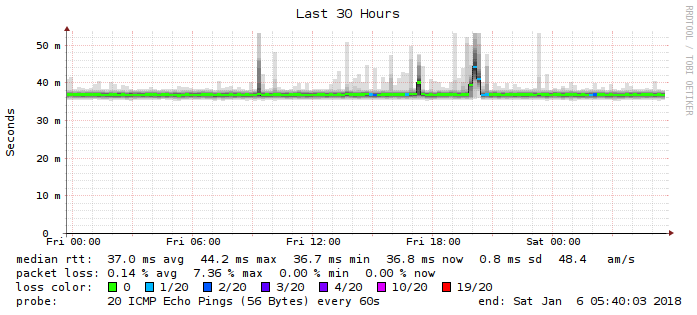 Last 30 Hours
RRDTOOL / TOBI OETIKER
Seconds
50 m
40 m
30 m
20 m
10 m
0
Fri 00:00 Fri 06:00 Fri 12:00 Fri 18:00 Sat 00:00
median rtt: 37.0 ms avg 44.2 ms max 36.7 ms min 36.8 ms now 0.8 ms sd 48.4 am/s
packet loss: 0.14 % avg 7.36 % max 0.00 % min 0.00 % now
loss color: 0 1/20 2/20 3/20 4/20 10/20 19/20
probe: 20 ICMP Echo Pings (56 Bytes) every 60s end: Sat Jan 6 05:40:03 2018